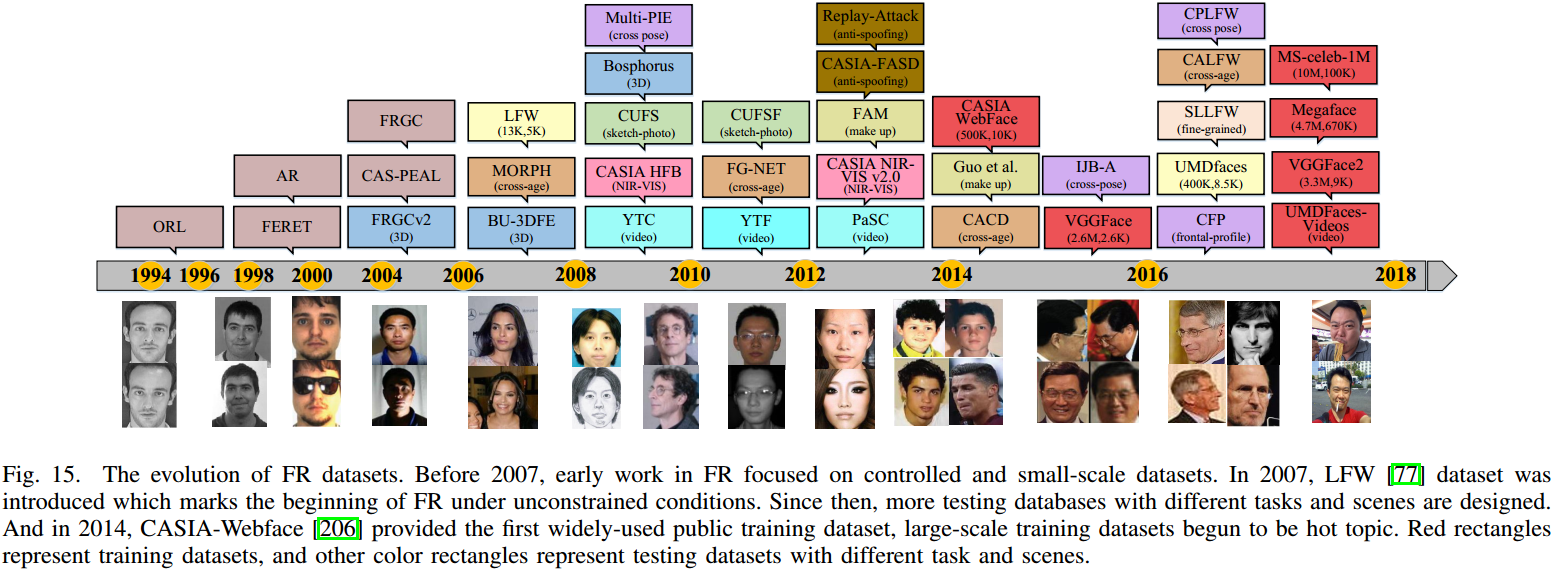 Multi-PIE
(cross pose)
Replay-Attack
(anti-spoofing)
CPLFW
(cross pose)
Bosphorus
(3D)
CASIA-FASD
(anti-spoofing)
CALFW
(cross-age)
MS-celeb-1M
(10M,100K)
FRGC
LFW
(13K,5K)
CUFS
(sketch-photo)
CUFSF
(sketch-photo)
FAM
(make up)
CASIA
WebFace
(500K,10K)
SLLFW
(fine-grained)
Megaface
(4.7M,670K)
AR
CAS-PEAL
MORPH
(cross-age)
CASIA HFB
(NIR-VIS)
FG-NET
(cross-age)
CASIA NIR-
VIS v2.0
(NIR-VIS)
Guo et al.
(make up)
IJB-A
(cross-pose)
UMDfaces
(400K,8.5K)
VGGFace2
(3.3M,9K)
ORL
FERET
FRGCv2
(3D)
BU-3DFE
(3D)
YTC
(video)
YTF
(video)
PaSC
(video)
CACD
(cross-age)
VGGFace
(2.6M,2.6K)
CFP
(frontal-profile)
UMDFaces-
Videos
(video)
1994 1996 1998 2000 2004 2006 2008 2010 2012 2014 2016 2018
Fig. 15. The evolution of FR datasets. Before 2007, early work in FR focused on controlled and small-scale datasets. In 2007, LFW [77] dataset was
introduced which marks the beginning of FR under unconstrained conditions. Since then, more testing databases with different tasks and scenes are designed.
And in 2014, CASIA-Webface [206] provided the first widely-used public training dataset, large-scale training datasets begun to be hot topic. Red rectangles
represent training datasets, and other color rectangles represent testing datasets with different task and scenes.